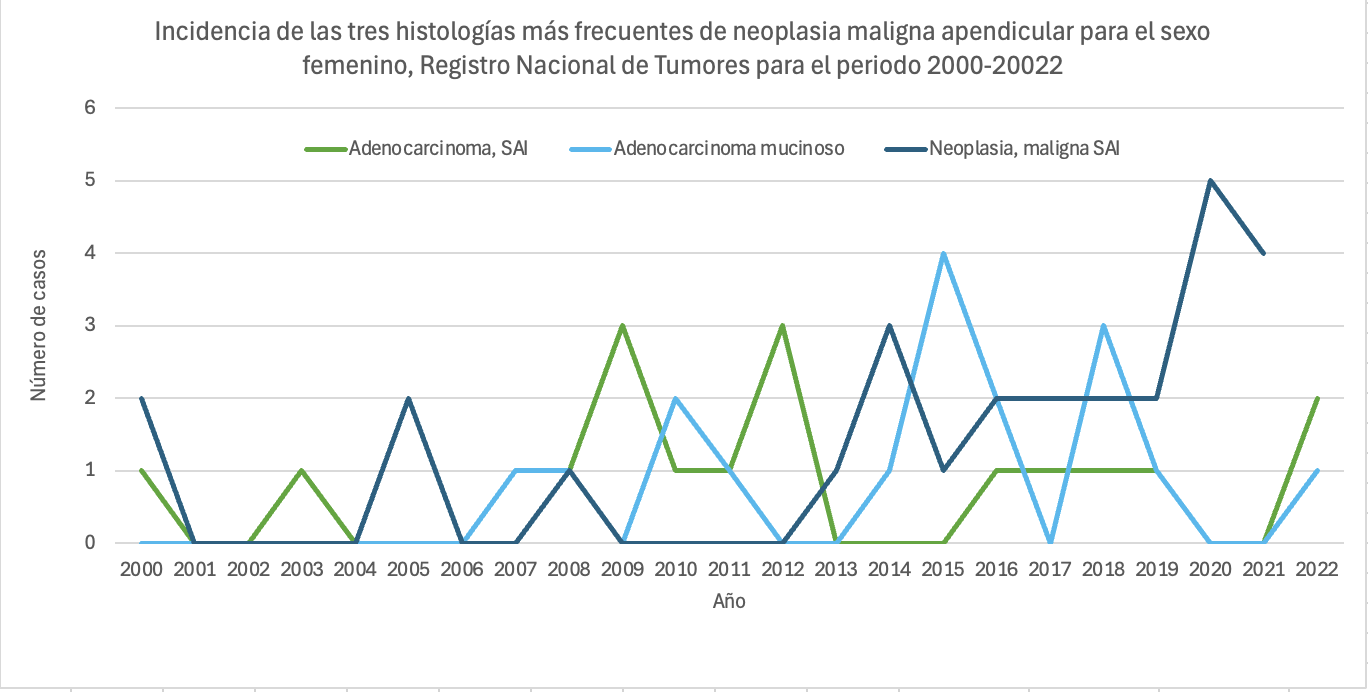 Incidencia de las tres histologías más frecuentes de neoplasia maligna apendicular para el sexo
femenino, Registro Nacional de Tumores para el periodo 2000-20022
6
Adenocarcinoma, SAI
Adenocarcinoma mucinoso
Neoplasia, maligna SAI
5
4
3
2
1
0
Número de casos
2000 2001 2002 2003 2004 2005 2006 2007 2008 2009 2010 2011 2012 2013 2014 2015 2016 2017 2018 2019 2020 2021 2022
Año